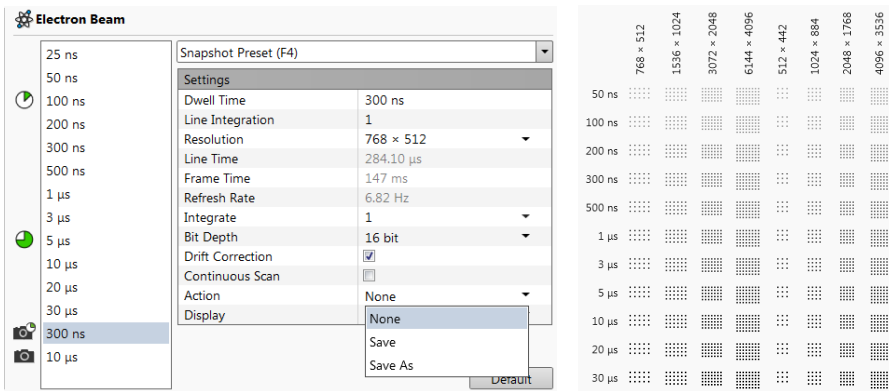 Electron Beam
25 ns
50 ns
100 ns
200 ns
300 ns
500 ns
1 µs
3 µs
5 µs
10 µs
20 µs
30 µs
300 ns
10 µs
Snapshot Preset (F4)
Settings
Dwell Time 300 ns
Line Integration 1
Resolution 768 × 512
Line Time 284.10 µs
Frame Time 147 ms
Refresh Rate 6.82 Hz
Integrate 1
Bit Depth 16 bit
Drift Correction
Continuous Scan
Action None
Display
None
Save
Save As
Default
768 × 512
1536 × 1024
3072 × 2048
6144 × 4096
512 × 442
1024 × 884
2048 × 1768
4096 × 3536
50 ns
100 ns
200 ns
300 ns
500 ns
1 µs
3 µs
5 µs
10 µs
20 µs
30 µs